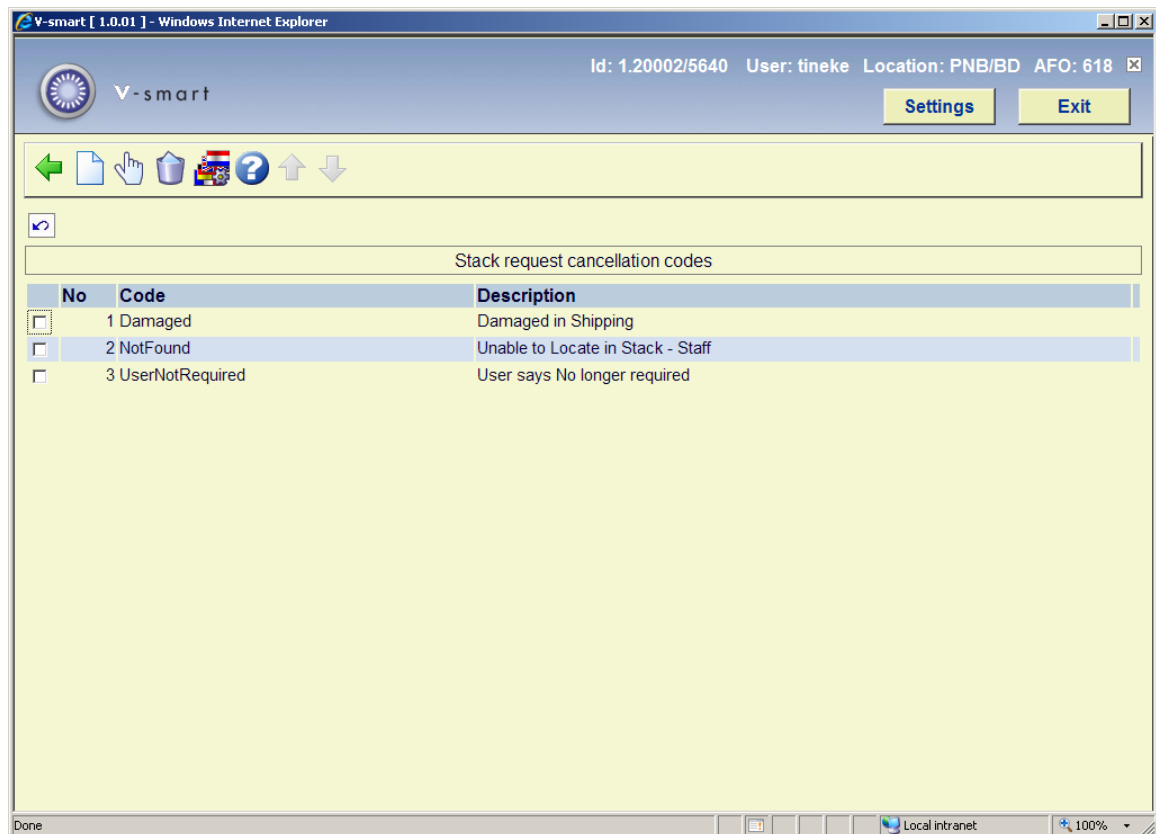 V-smart [ 1.0.01 ] - Windows Internet Explorer
Id: 1.20002/5640 User: tineke Location: PNB/BD AFO: 618
V-smart
Settings Exit
Stack request cancellation codes
No Code Description
1 Damaged Damaged in Shipping
2 NotFound Unable to Locate in Stack - Staff
3 UserNotRequired User says No longer required
Done Local intranet 100%